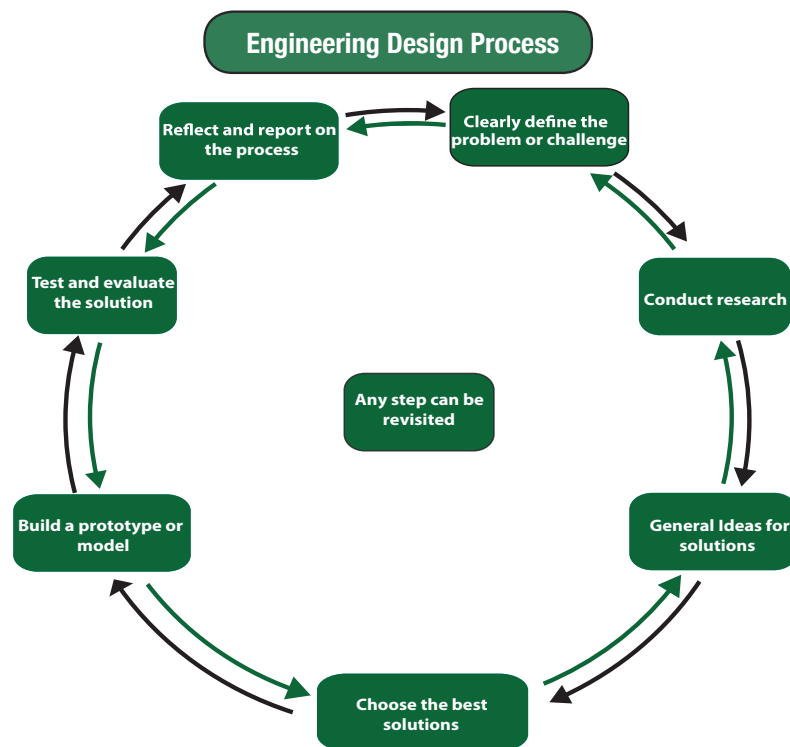 Engineering Design Process
Clearly define the
problem or challenge
Conduct research
General Ideas for
solutions
Choose the best
solutions
Build a prototype or
model
Test and evaluate
the solution
Reflect and report on
the process
Any step can be
revisited